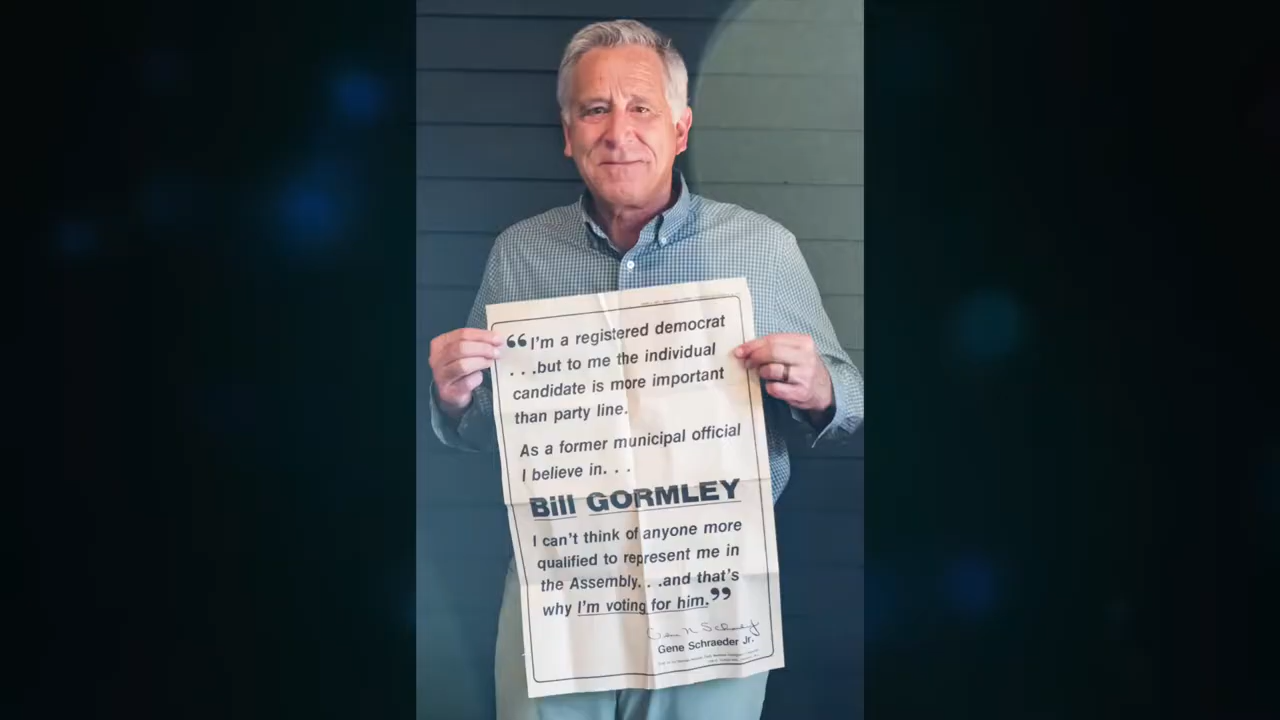 “I’m a registered democrat
. . .but to me the individual
candidate is more important
than party line.
As a former municipal official
I believe in. . .
Bill GORMLEY
I can’t think of anyone more
qualified to represent me in
the Assembly. . .and that’s
why I’m voting for him.”
Gene Schraeder Jr.